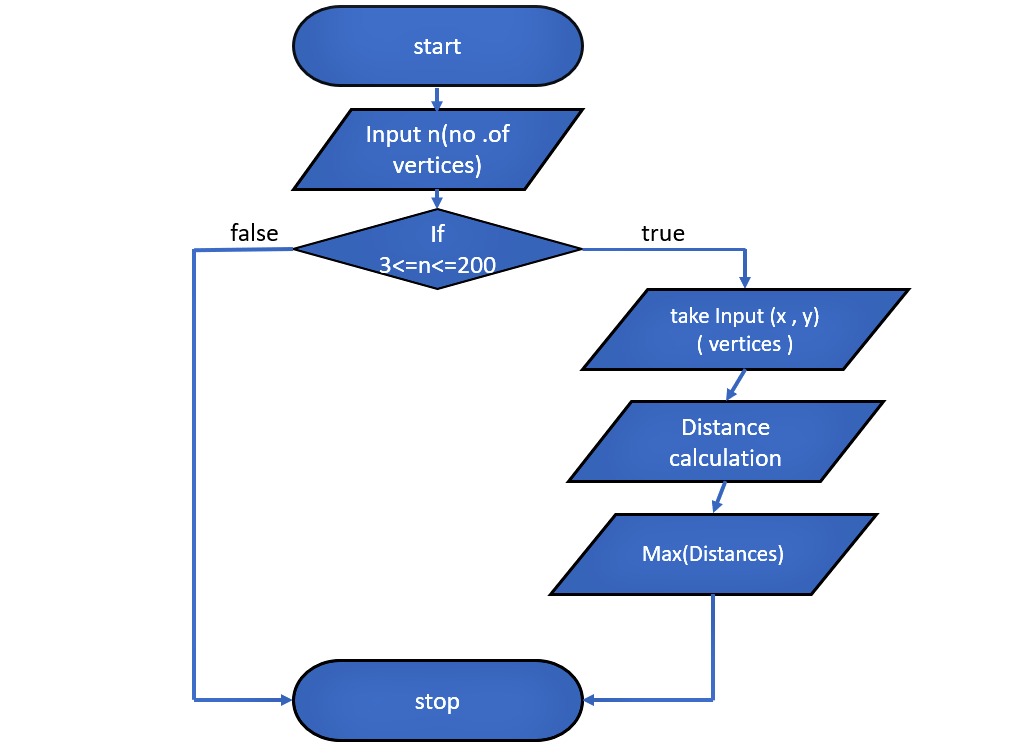 start
Input n(no .of
vertices)
false
If
true
3<=n<=200
take Input (x , y)
( vertices )
Distance
calculation
Max(Distances)
stop